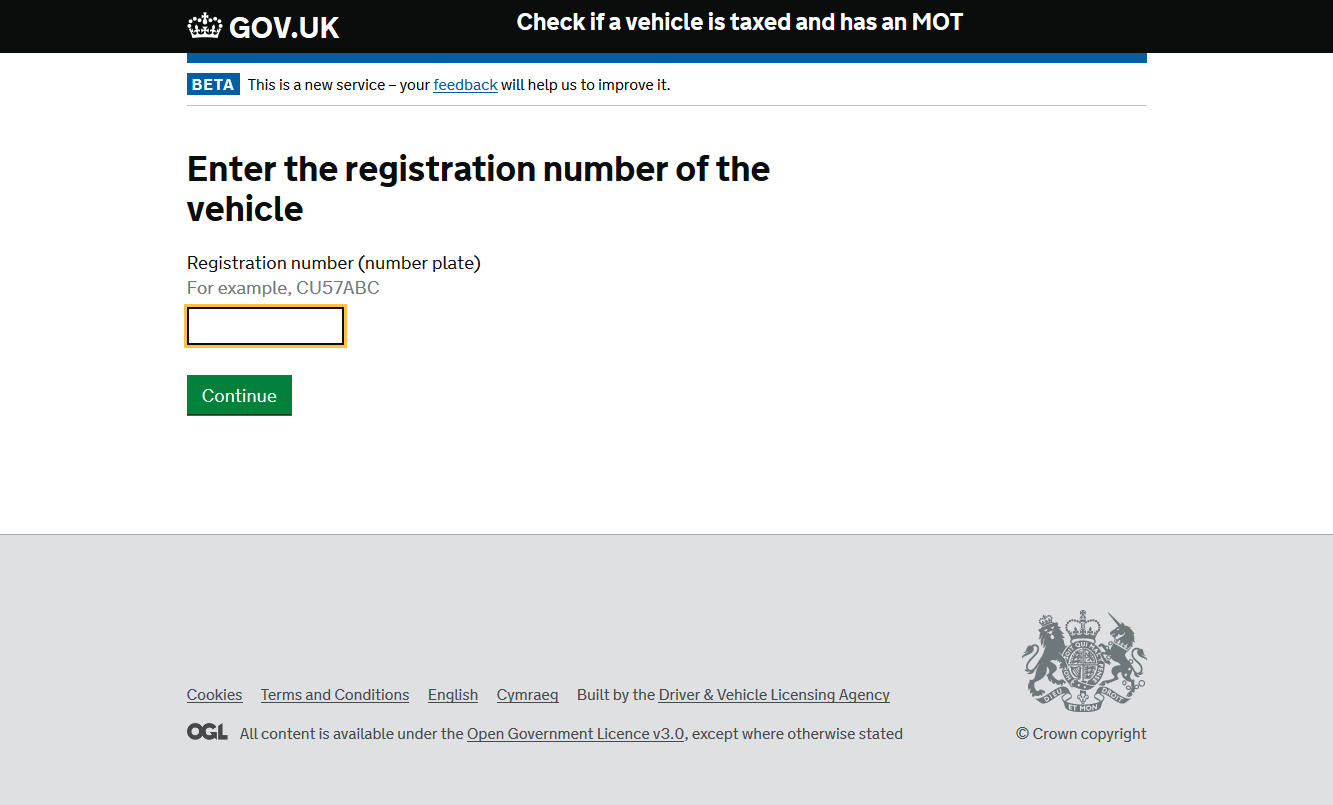 GOV.UK
Check if a vehicle is taxed and has an MOT
BETA This is a new service – your feedback will help us to improve it.
Enter the registration number of the
vehicle
Registration number (number plate)
For example, CU57ABC
Continue
Cookies Terms and Conditions English Cymraeg Built by the Driver & Vehicle Licensing Agency
OGL All content is available under the Open Government Licence v3.0, except where otherwise stated
DIEU ET MON DROIT
© Crown copyright